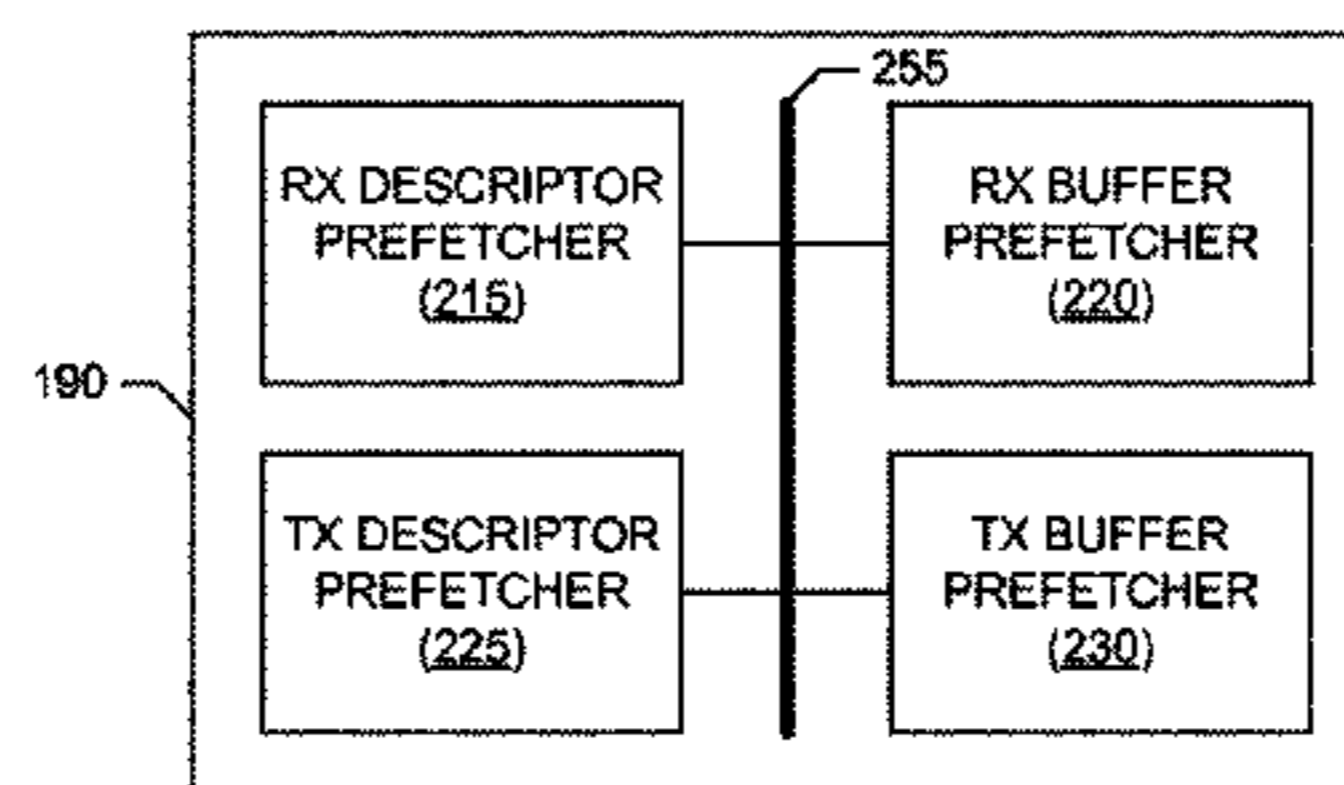 255
RX DESCRIPTOR
PREFETCHER
(215)
RX BUFFER
PREFETCHER
(220)
190
TX DESCRIPTOR
PREFETCHER
(225)
TX BUFFER
PREFETCHER
(230)